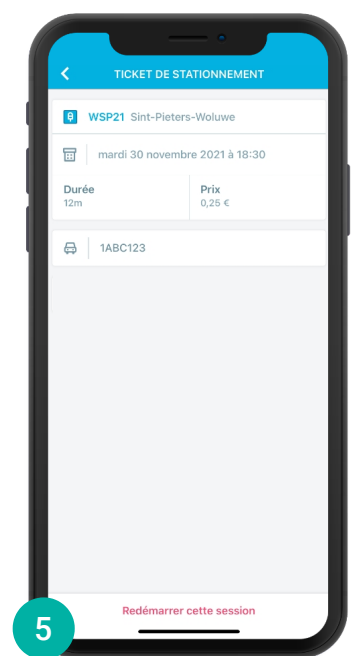 TICKET DE STATIONNEMENT
WSP21 Sint-Pieters-Woluwe
mardi 30 novembre 2021 à 18:30
Durée Prix
12m 0,25 €
1ABC123
Redémarrer cette session
5